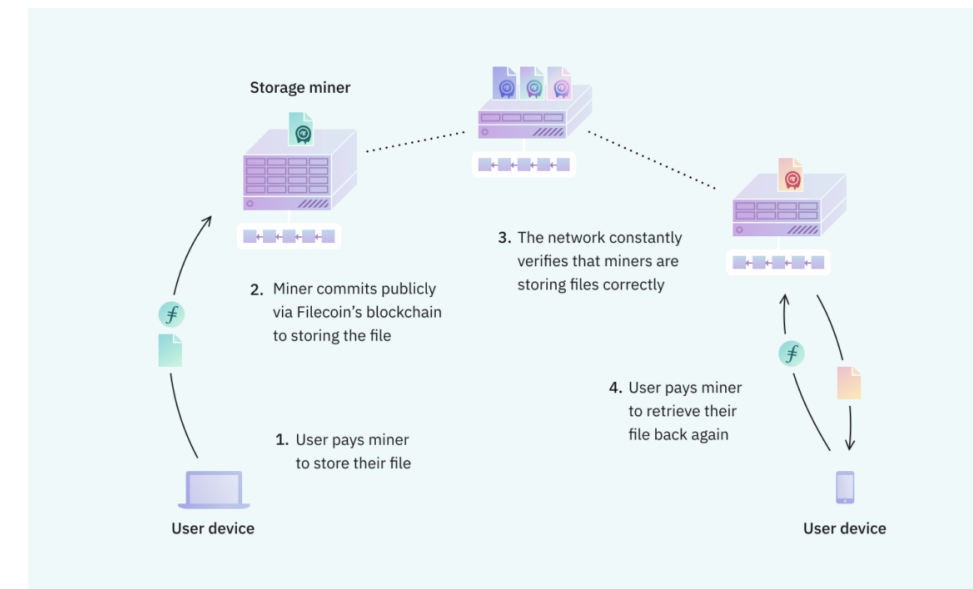 Storage miner
1. User pays miner
to store their file
2. Miner commits publicly
via Filecoin’s blockchain
to storing the file
3. The network constantly
verifies that miners are
storing files correctly
4. User pays miner
to retrieve their
file back again
User device
User device